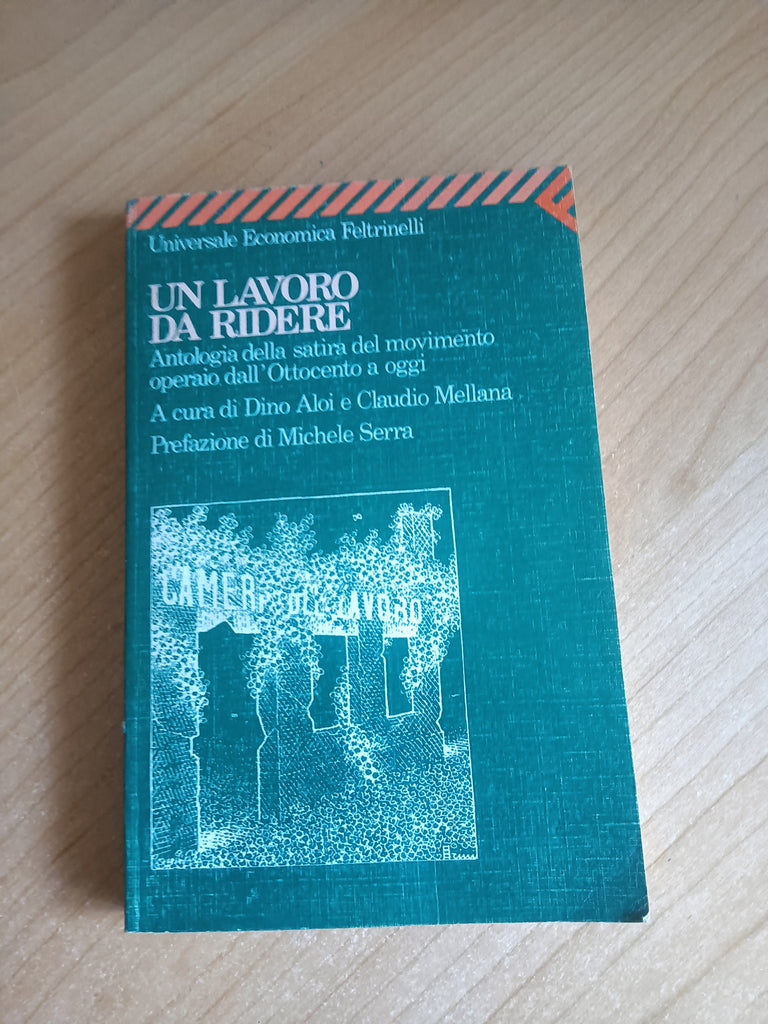 Universale Economica Feltrinelli
UN LAVORO
DA RIDERE
Antologia della satira del movimento
operaio dall'Ottocento a oggi
A cura di Dino Aloi e Claudio Mellana
Prefazione di Michele Serra
LAVORO